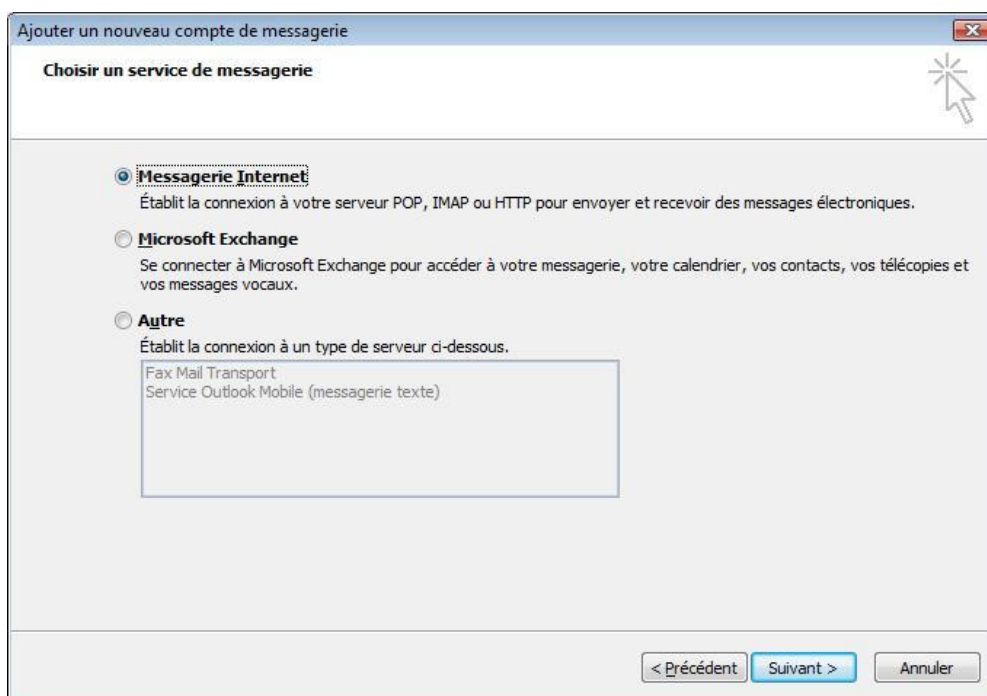 Ajouter un nouveau compte de messagerie
Choisir un service de messagerie
Messagerie Internet
Établit la connexion à votre serveur POP, IMAP ou HTTP pour envoyer et recevoir des messages électroniques.
Microsoft Exchange
Se connecter à Microsoft Exchange pour accéder à votre messagerie, votre calendrier, vos contacts, vos télécopies et
vos messages vocaux.
Autre
Établit la connexion à un type de serveur ci-dessous.
Fax Mail Transport
Service Outlook Mobile (messagerie texte)
< Précédent Suivant > Annuler